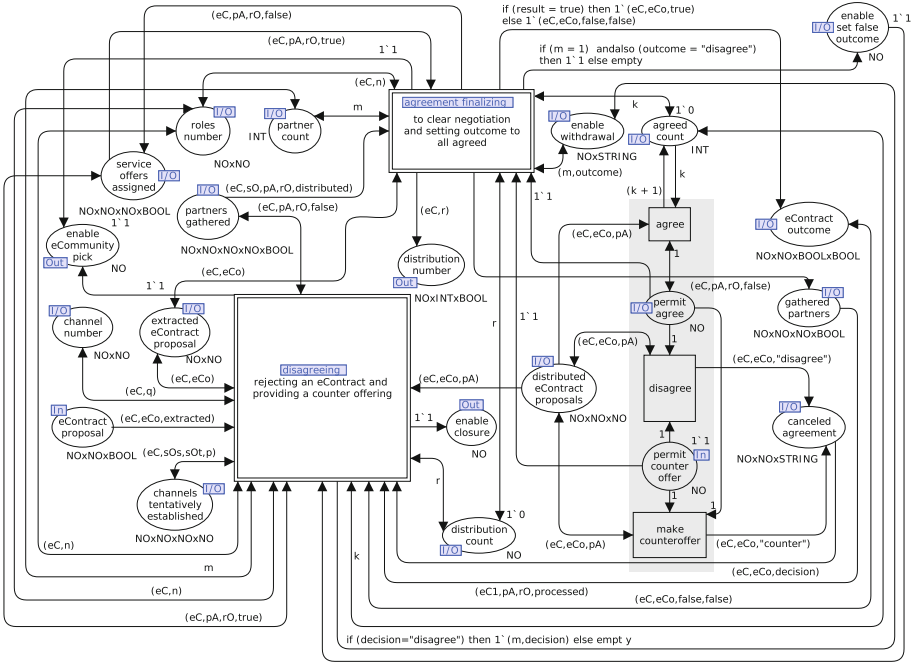 (eC,pA,rO,false)
(eC,pA,rO,true)
1`1
(eC,n)
if (result = true) then 1`(eC,eCo,true)
else 1`(eC,eCo,false,false)
if (m = 1)  andalso (outcome = "disagree")
then 1`1 else empty
enable
set false
outcome
I/O
NO
1`1
roles
number
I/O
NOxNO
partner
count
I/O
INT
m
agreement finalizing
to clear negotiation
and setting outcome to
all agreed
k
enable
withdrawal
I/O
NOxSTRING
(m,outcome)
agreed
count
1`0
I/O
INT
service
offers
assigned
I/O
NOxNOxNOxBOOL
I/O
(eC,sO,pA,rO,distributed)
partners
gathered
(eC,pA,rO,false)
NOxNOxNOxNOxBOOL
(eC,r)
1`1
(k + 1)
k
agree
(eC,eCo,pA)
1
I/O
eContract
outcome
NOxNOxBOOLxBOOL
1`1
enable
eCommunity
pick
Out
NO
1`1
(eC,eCo)
distribution
number
Out
NOxINTxBOOL
(eC,pA,rO,false)
I/O
permit
agree
NO
I/O
gathered
partners
NOxNOxNOxBOOL
I/O
channel
number
NOxNO
I/O
extracted
eContract
proposal
NOxNO
(eC,eCo)
(eC,q)
r
1`1
1
(eC,eCo,pA)
disagree
(eC,eCo,"disagree")
disagreeing
rejecting an eContract and
providing a counter offering
(eC,eCo,pA)
I/O
distributed
eContract
proposals
NOxNOxNO
In
eContract
proposal
(eC,eCo,extracted)
NOxNOxBOOL
1`1
Out
enable
closure
NO
1
1`1
permit
counter
offer
In
NO
1
1
I/O
canceled
agreement
NOxNOxSTRING
(eC,sOs,sOt,p)
I/O
channels
tentatively
established
NOxNOxNOxNO
r
1`0
distribution
count
I/O
NO
(eC,eCo,pA)
make
counteroffer
(eC,eCo,"counter")
(eC,n)
m
k
(eC,eCo,decision)
(eC,n)
(eC1,pA,rO,processed)
(eC,eCo,false,false)
(eC,pA,rO,true)
if (decision="disagree") then 1`(m,decision) else empt y